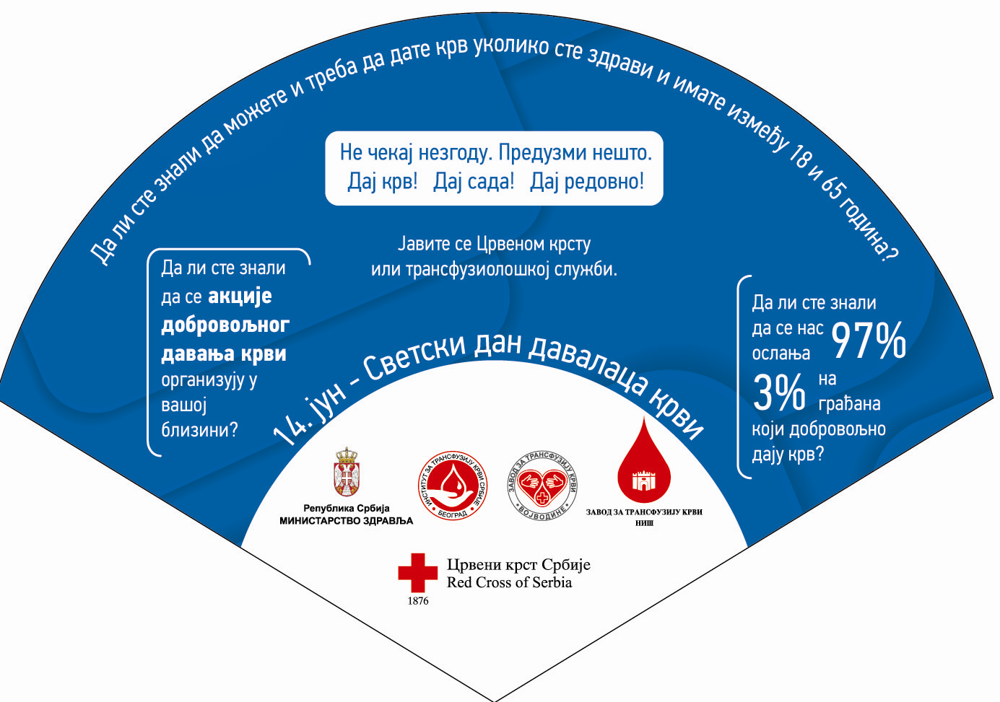 Да ли сте знали да можете и треба да дате крв уколико сте здрави и имате између 18 и 65 година?
Не чекај незгоду. Предузми нешто.
Дај крв! Дај сада! Дај редовно!
Јавите се Црвеном крсту
или трансфузиолошкој служби.
Да ли сте знали
да се акције
добровољног
давања крви
организују у
вашој
близини?
Да ли сте знали
да се нас 97%
ослања
3% на
грађана
који добровољно
дају крв?
14. јун - Светски дан давалаца крви
Република Србија
МИНИСТАРСТВО ЗДРАВЉА
ИНСТИТУТ ЗА ТРАНСФУЗИЈУ КРВИ СРБИЈЕ
• БЕОГРАД •
ЗАВОД ЗА ТРАНСФУЗИЈУ КРВИ
• ВОЈВОДИНЕ •
ЗАВОД ЗА ТРАНСФУЗИЈУ КРВИ
НИШ
Црвени крст Србије
Red Cross of Serbia
1876